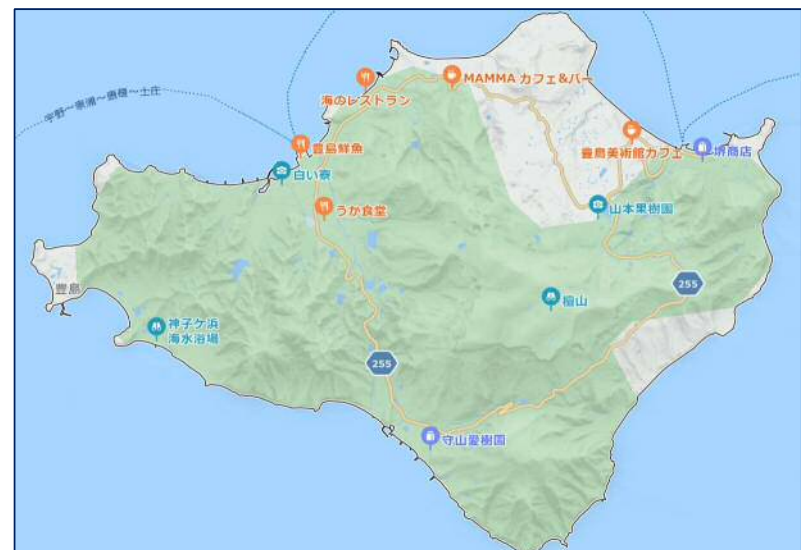 MAMMA カフェ&バー
海のレストラン
宇野～家浦～唐櫃～土庄
豊島美術館カフェ
堺商店
豊島鮮魚
白い寮
うか食堂
山本果樹園
255
豊島
檀山
神子ケ浜
海水浴場
255
守山愛樹園